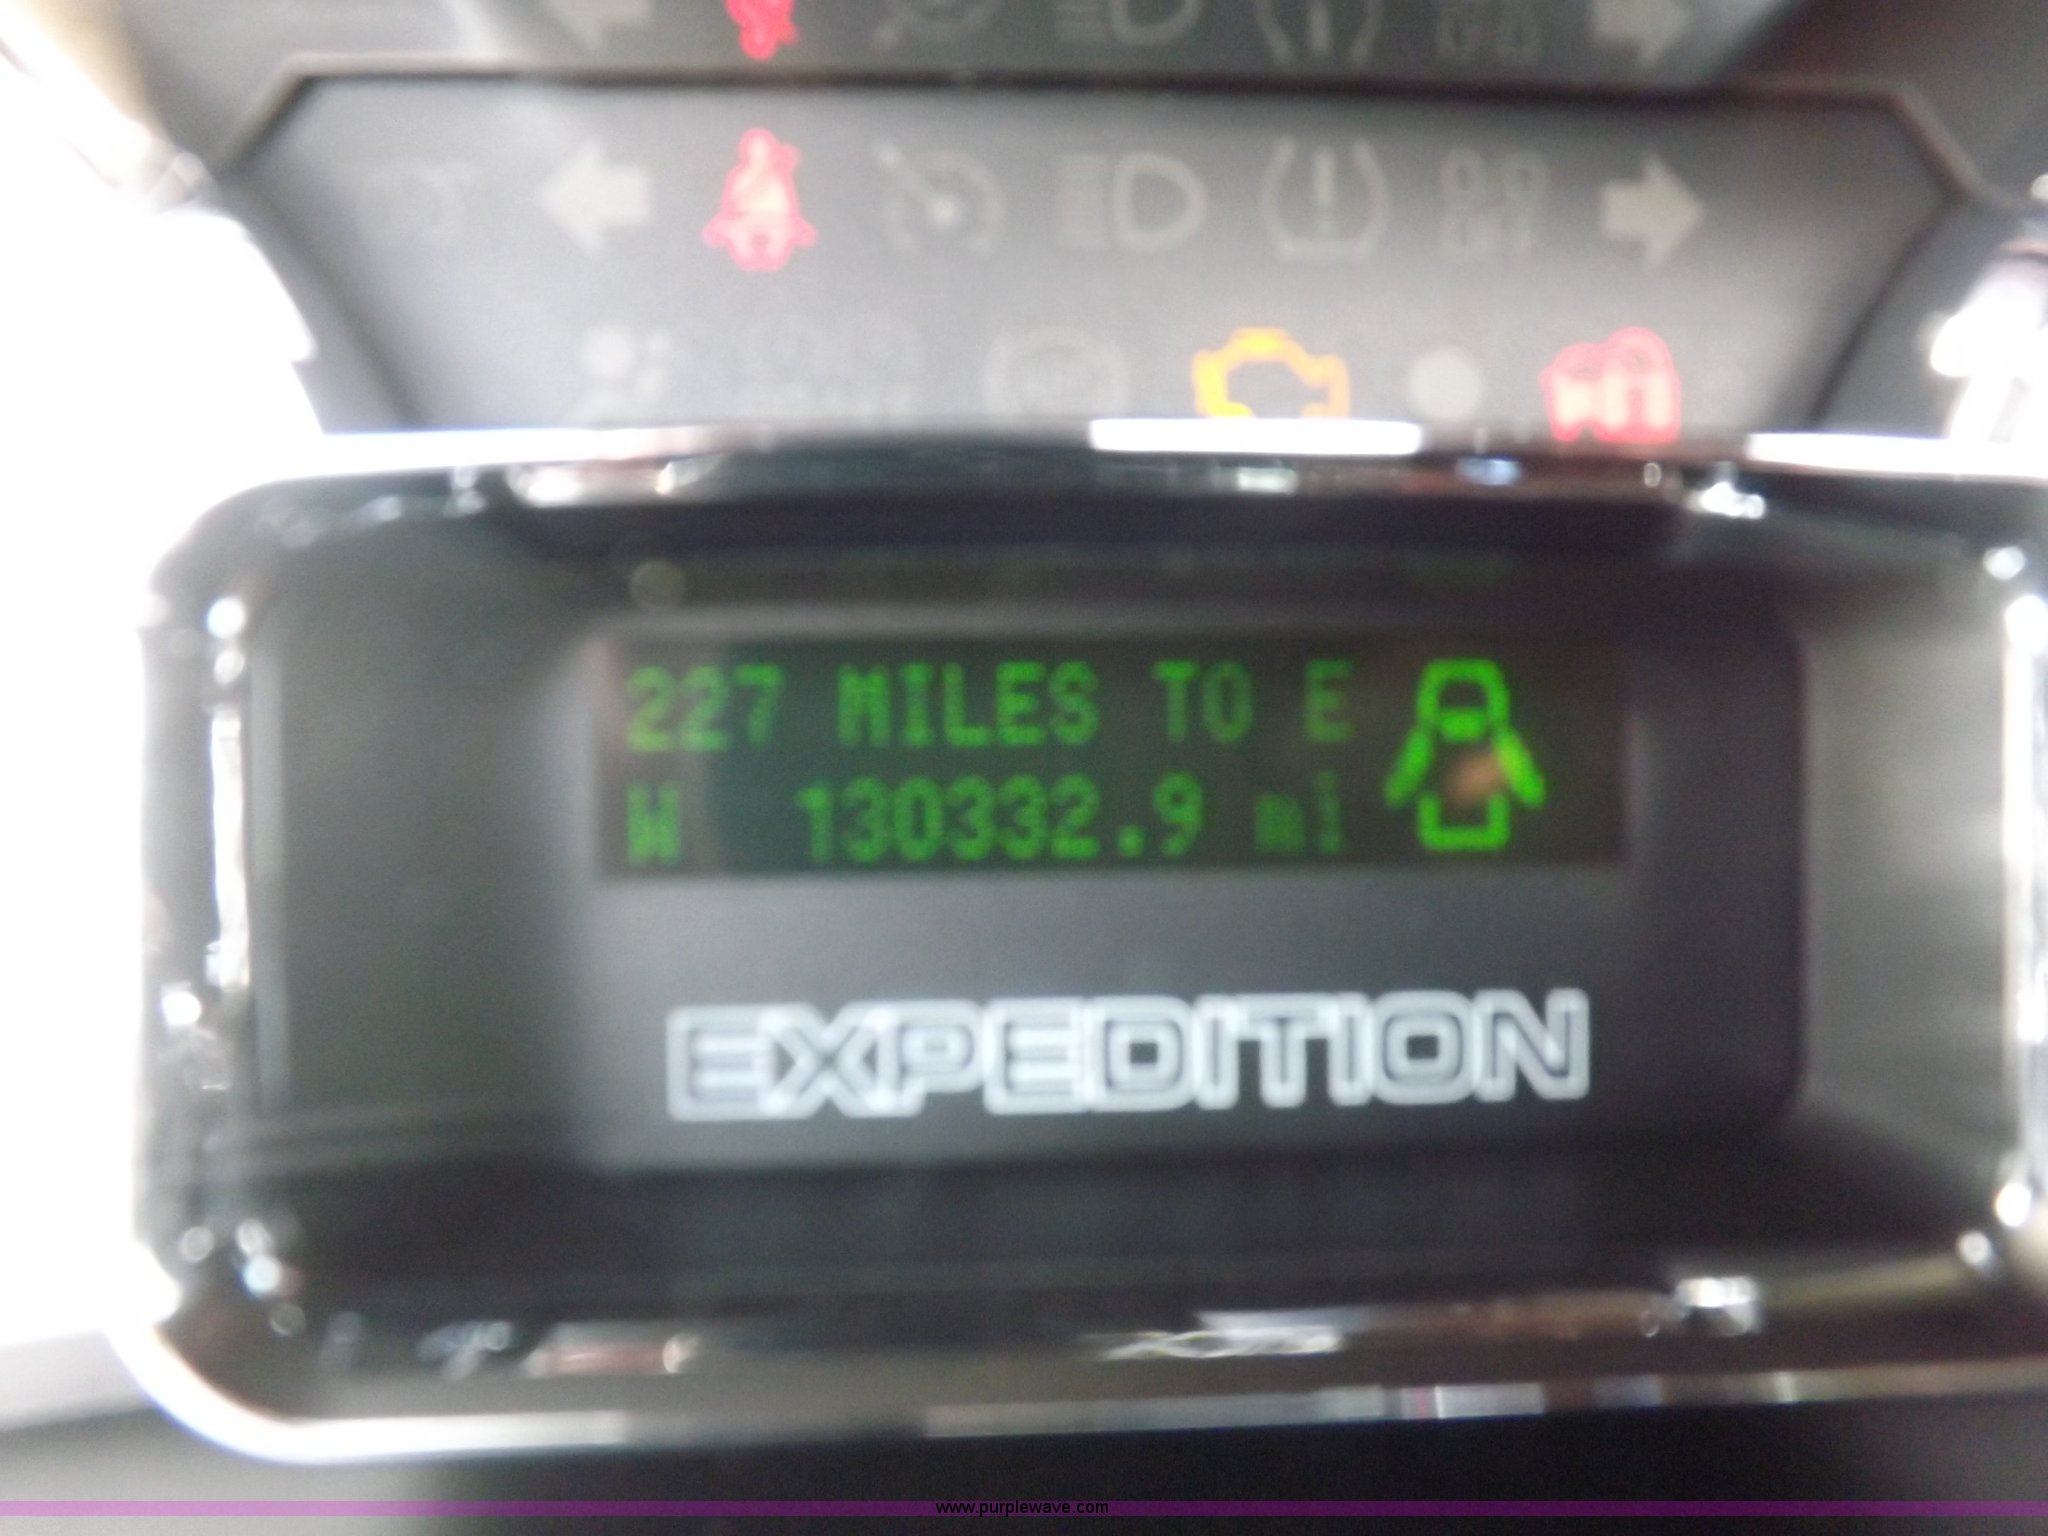 227 MILES TO E
W 130332.9 mi
EXPEDITION
www.purplewave.com